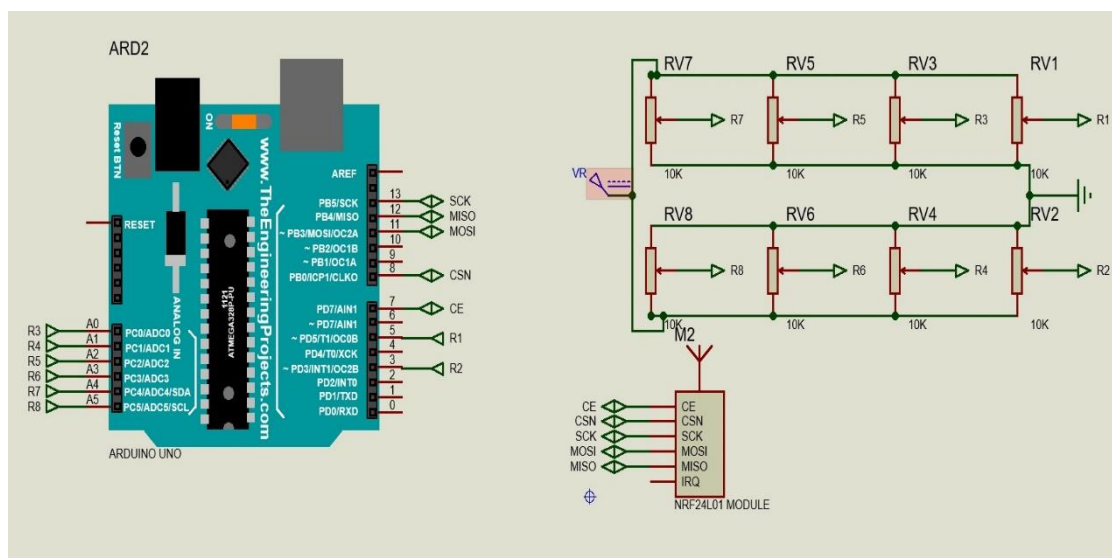 ARD2
Reset BTN
ON
www.TheEngineeringProjects.com
RESET
ANALOG IN
1121
ATMEGA328P-PU
AREF
PB5/SCK 13 SCK
PB4/MISO 12 MISO
~ PB3/MOSI/OC2A 11 MOSI
~ PB2/OC1B 10
~ PB1/OC1A 9
PB0/ICP1/CLKO 8 CSN
PD7/AIN1 7 CE
~ PD7/AIN1 6
~ PD5/T1/OC0B 5 R1
PD4/T0/XCK 4
~ PD3/INT1/OC2B 3 R2
PD2/INT0 2
PD1/TXD 1
PD0/RXD 0
R3 A0 PC0/ADC0
R4 A1 PC1/ADC1
R5 A2 PC2/ADC2
R6 A3 PC3/ADC3
R7 A4 PC4/ADC4/SDA
R8 A5 PC5/ADC5/SCL
ARDUINO UNO
RV7 RV5 RV3 RV1
R7 R5 R3 R1
10K 10K 10K
VR
RV8 RV6 RV4 RV2
R8 R6 R4 R2
10K 10K 10K 10K
M2
CE CE
CSN CSN
SCK SCK
MOSI MOSI
MISO MISO
IRQ
NRF24L01 MODULE